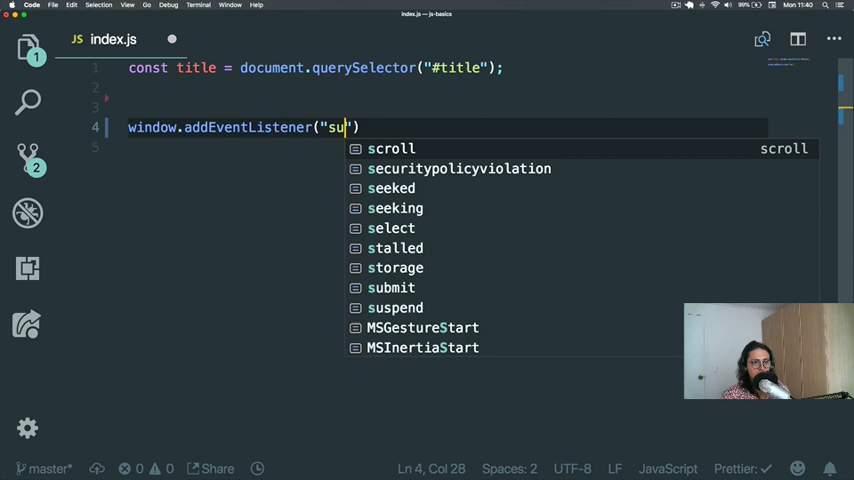 Code File Edit Selection View Go Debug Terminal Window Help 99% Mon 11:40
index.js — js-basics
JS index.js
1
1 const title = document.querySelector("#title");
2
3
4 window.addEventListener("su")
5
scroll scroll
securitypolicyviolation
seeked
seeking
select
stalled
storage
submit
suspend
MSGestureStart
MSInertiaStart
2
master* 0 0 Share Ln 4, Col 28 Spaces: 2 UTF-8 LF JavaScript Prettier: ✓